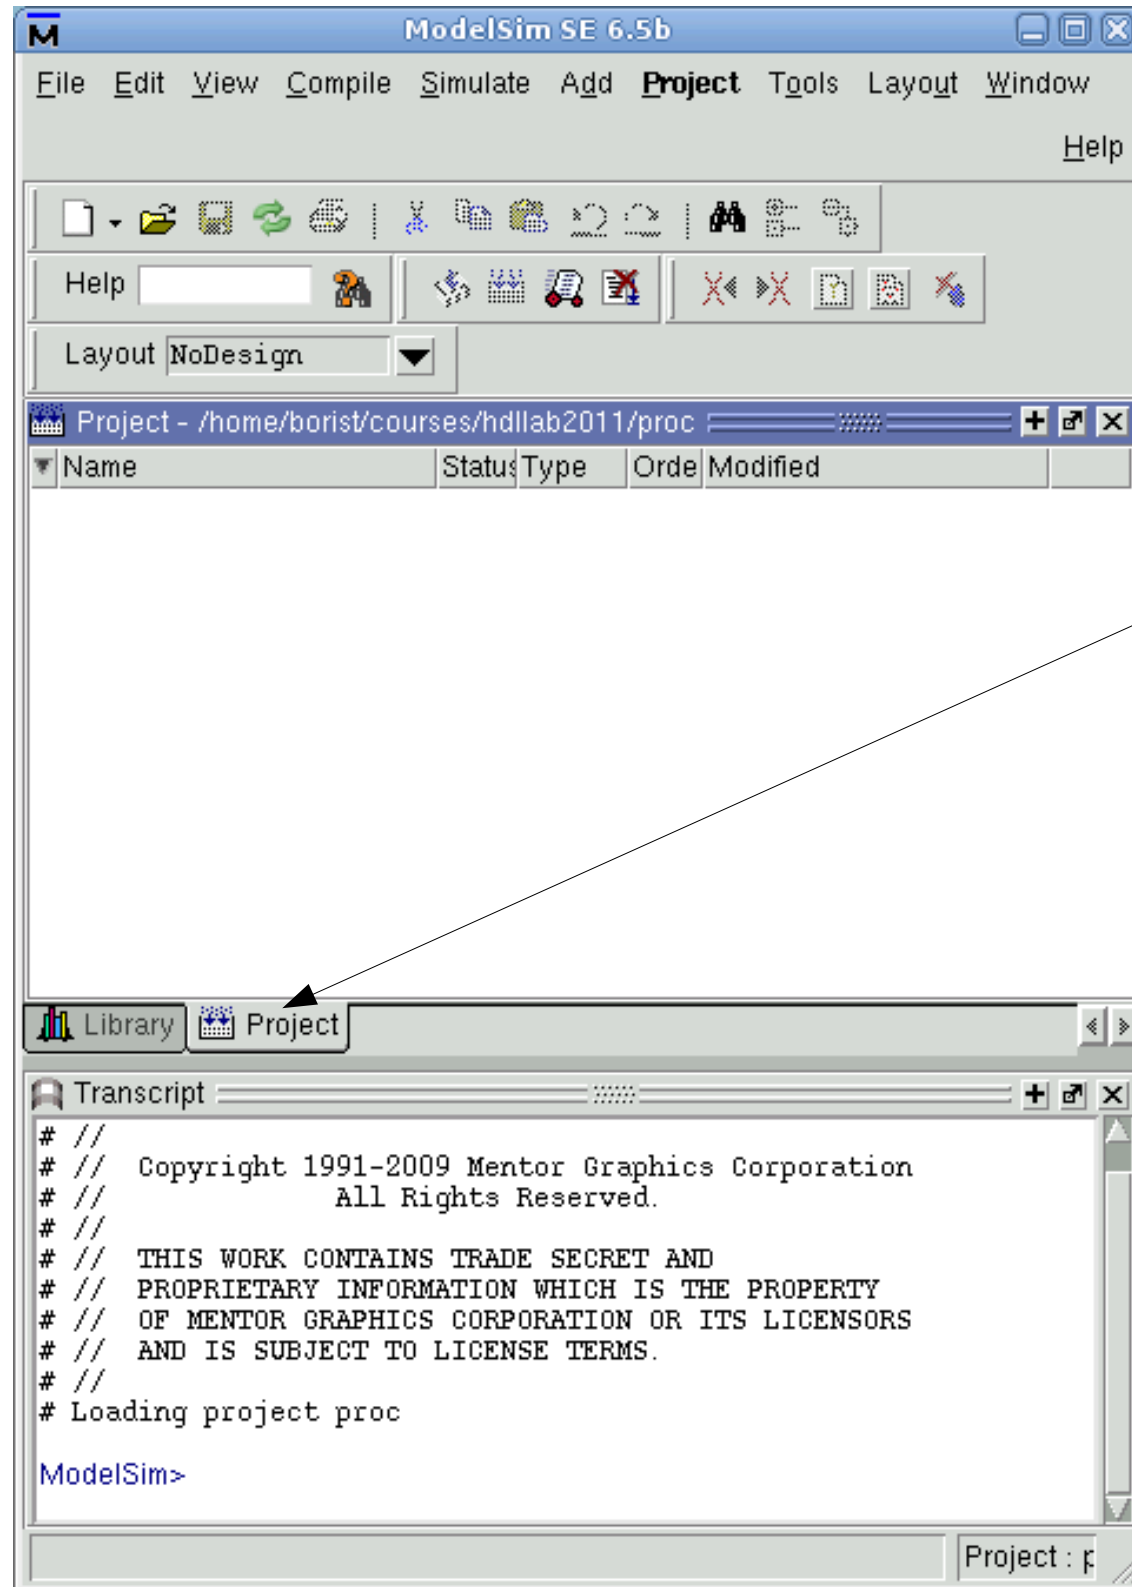 ModelSim SE 6.5b
File Edit View Compile Simulate Add Project Tools Layout Window
Help
Help
Layout NoDesign
Project - /home/borist/courses/hdllab2011/proc
Name Status Type Orde Modified
Library Project
Transcript
# //
# // Copyright 1991-2009 Mentor Graphics Corporation
# // All Rights Reserved.
# //
# // THIS WORK CONTAINS TRADE SECRET AND
# // PROPRIETARY INFORMATION WHICH IS THE PROPERTY
# // OF MENTOR GRAPHICS CORPORATION OR ITS LICENSORS
# // AND IS SUBJECT TO LICENSE TERMS.
# //
# Loading project proc
ModelSim>
Project : p